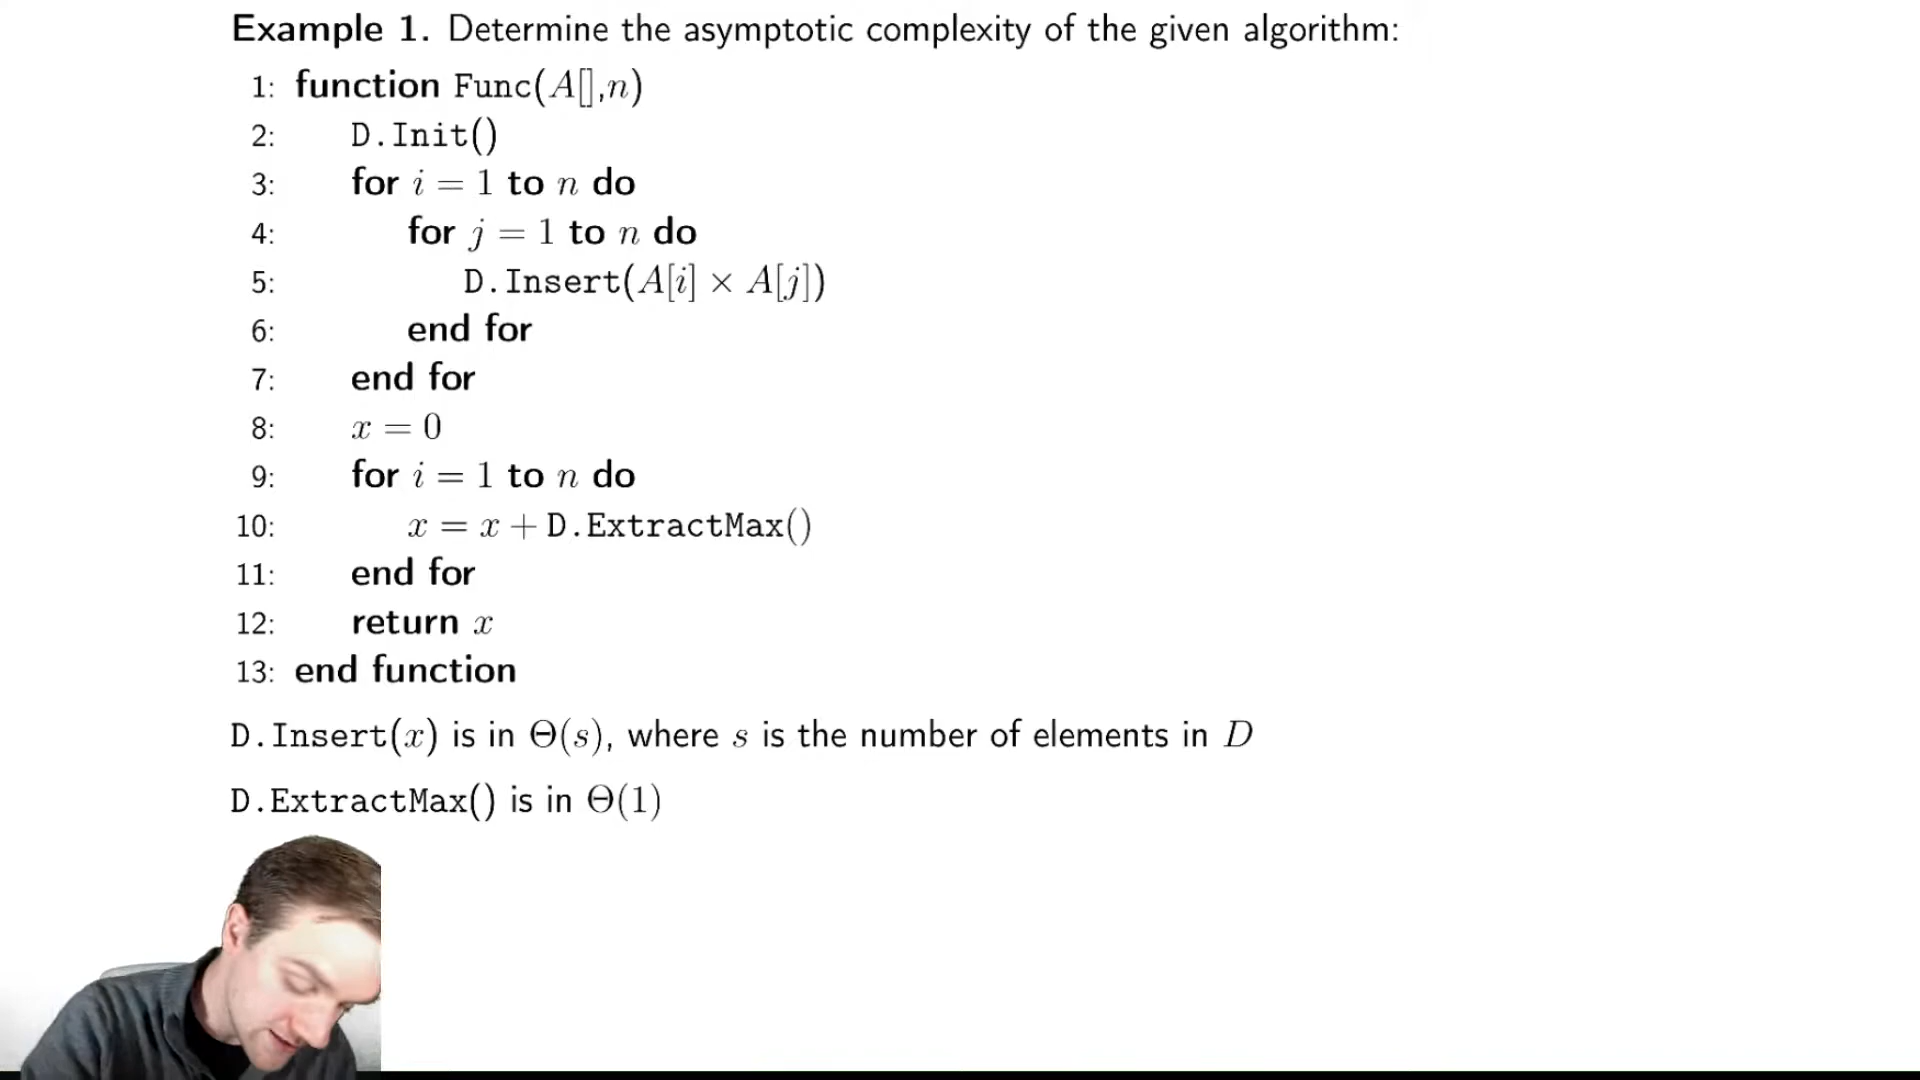 Example 1. Determine the asymptotic complexity of the given algorithm:
1: function Func(A[],n)
2: D.Init()
3: for i = 1 to n do
4: for j = 1 to n do
5: D.Insert(A[i] × A[j])
6: end for
7: end for
8: x = 0
9: for i = 1 to n do
10: x = x + D.ExtractMax()
11: end for
12: return x
13: end function
D.Insert(x) is in Θ(s), where s is the number of elements in D
D.ExtractMax() is in Θ(1)